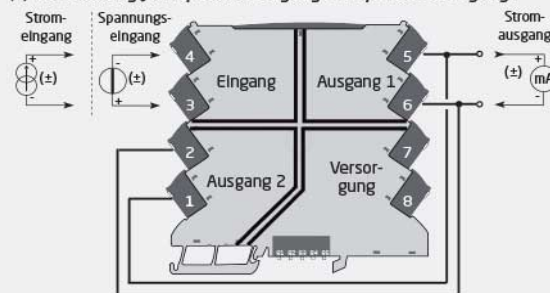 Strom-
eingang
+
(±)
-
Spannungs-
eingang
-
(±)
+
4
3
2
1
Eingang
Ausgang 1
Ausgang 2
Versor-
gung
5
6
7
8
Strom-
ausgang
+
(±)
mA
-